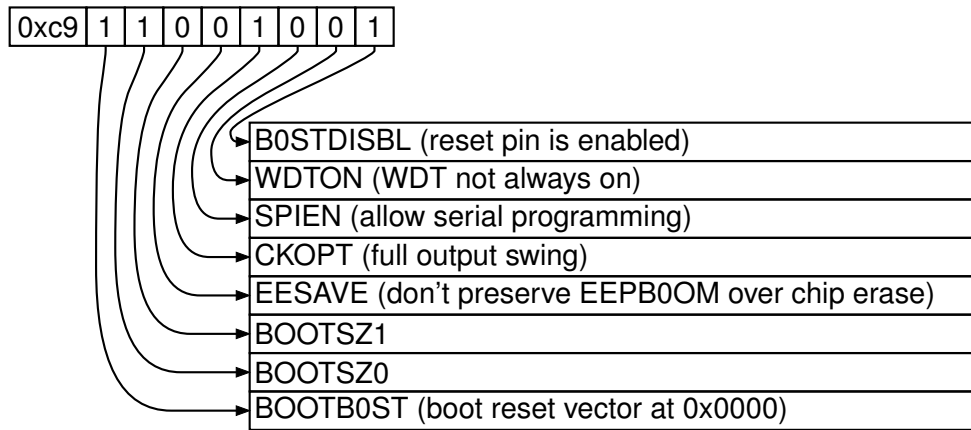 0xc9 1 1 0 0 1 0 0 1
B0STDISBL (reset pin is enabled)
WDTON (WDT not always on)
SPIEN (allow serial programming)
CKOPT (full output swing)
EESAVE (don't preserve EEPB0OM over chip erase)
BOOTSZ1
BOOTSZ0
BOOTB0ST (boot reset vector at 0x0000)